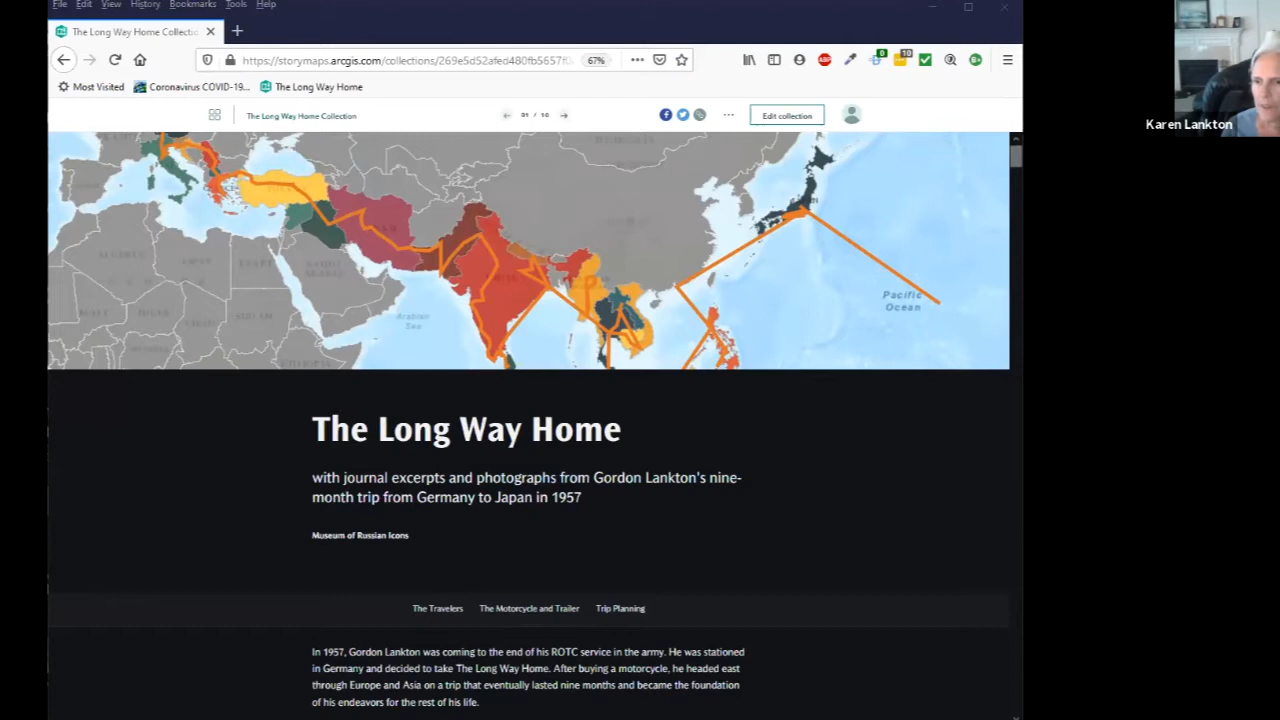 File Edit View History Bookmarks Tools Help
The Long Way Home Collectio
https://storymaps.arcgis.com/collections/269e5d52afed480fb5657f
67%
ABP
0
10
Most Visited Coronavirus COVID-19... The Long Way Home
The Long Way Home Collection
01 / 10
Edit collection
Karen Lankton
Arabian
Sea
Pacific
Ocean
The Long Way Home
with journal excerpts and photographs from Gordon Lankton's nine-
month trip from Germany to Japan in 1957
Museum of Russian Icons
The Travelers The Motorcycle and Trailer Trip Planning
In 1957, Gordon Lankton was coming to the end of his ROTC service in the army. He was stationed
in Germany and decided to take The Long Way Home. After buying a motorcycle, he headed east
through Europe and Asia on a trip that eventually lasted nine months and became the foundation
of his endeavors for the rest of his life.